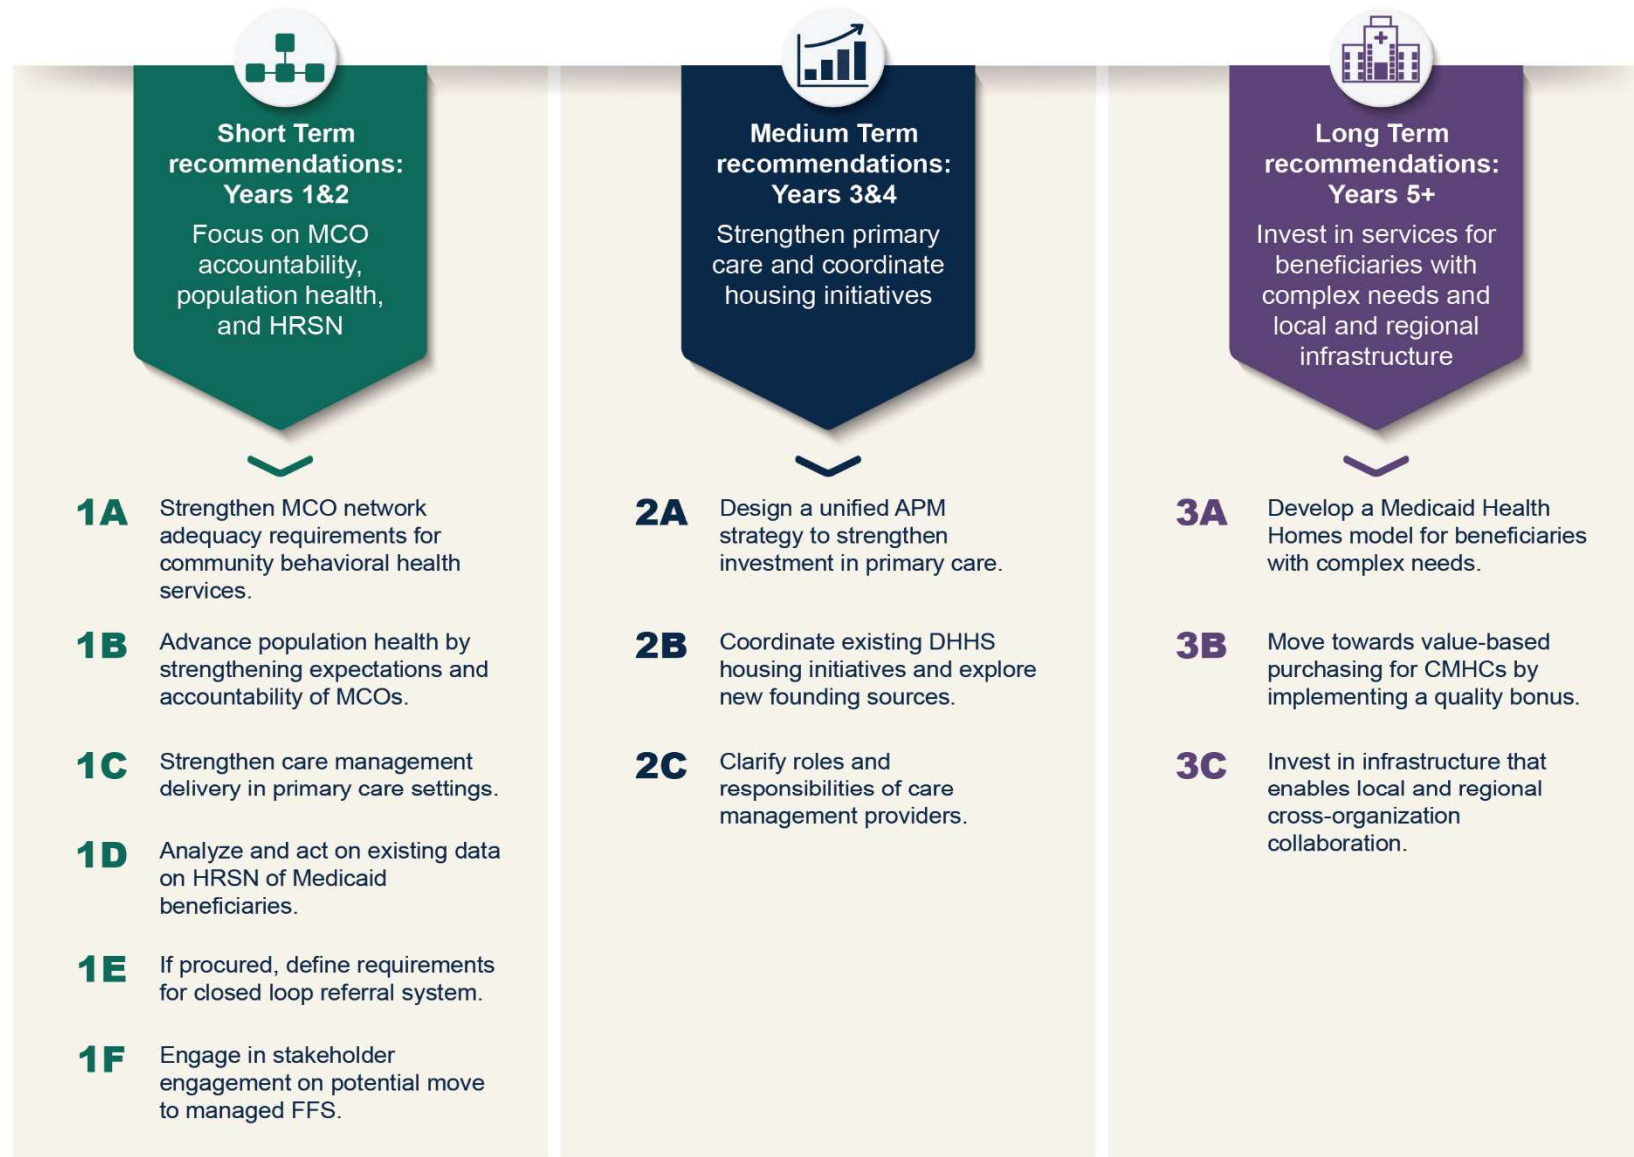 Short Term
recommendations:
Years 1&2
Focus on MCO
accountability,
population health,
and HRSN
1A
Strengthen MCO network
adequacy requirements for
community behavioral health
services.
1B
Advance population health by
strengthening expectations and
accountability of MCOs.
1C
Strengthen care management
delivery in primary care settings.
1D
Analyze and act on existing data
on HRSN of Medicaid
beneficiaries.
1E
If procured, define requirements
for closed loop referral system.
1F
Engage in stakeholder
engagement on potential move
to managed FFS.
Medium Term
recommendations:
Years 3&4
Strengthen primary
care and coordinate
housing initiatives
2A
Design a unified APM
strategy to strengthen
investment in primary care.
2B
Coordinate existing DHHS
housing initiatives and explore
new founding sources.
2C
Clarify roles and
responsibilities of care
management providers.
Long Term
recommendations:
Years 5+
Invest in services for
beneficiaries with
complex needs and
local and regional
infrastructure
3A
Develop a Medicaid Health
Homes model for beneficiaries
with complex needs.
3B
Move towards value-based
purchasing for CMHCs by
implementing a quality bonus.
3C
Invest in infrastructure that
enables local and regional
cross-organization
collaboration.